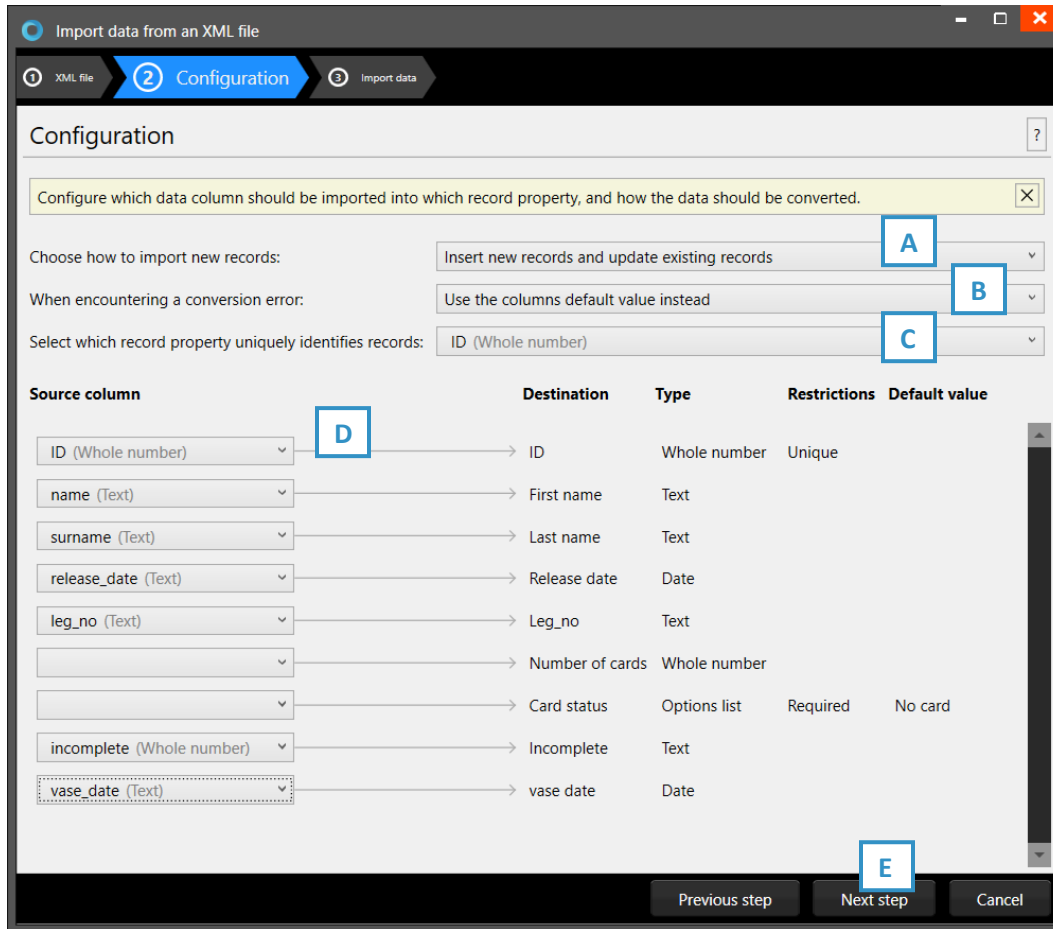 Import data from an XML file
1 XML file 2 Configuration 3 Import data
Configuration ?
Configure which data column should be imported into which record property, and how the data should be converted.
A
Choose how to import new records: Insert new records and update existing records
B
When encountering a conversion error: Use the columns default value instead
C
Select which record property uniquely identifies records: ID (Whole number)
Source column Destination Type Restrictions Default value
D
ID (Whole number) ID Whole number Unique
name (Text) First name Text
surname (Text) Last name Text
release_date (Text) Release date Date
leg_no (Text) Leg_no Text
Number of cards Whole number
Card status Options list Required No card
incomplete (Whole number) Incomplete Text
vase_date (Text) vase date Date
E
Previous step Next step Cancel